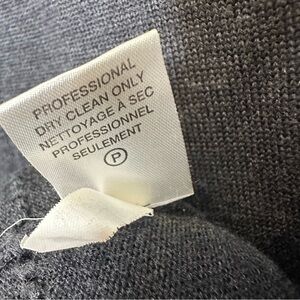 PROFESSIONAL
DRY CLEAN ONLY
NETTOYAGE À SEC
PROFESSIONNEL
SEULEMENT
P